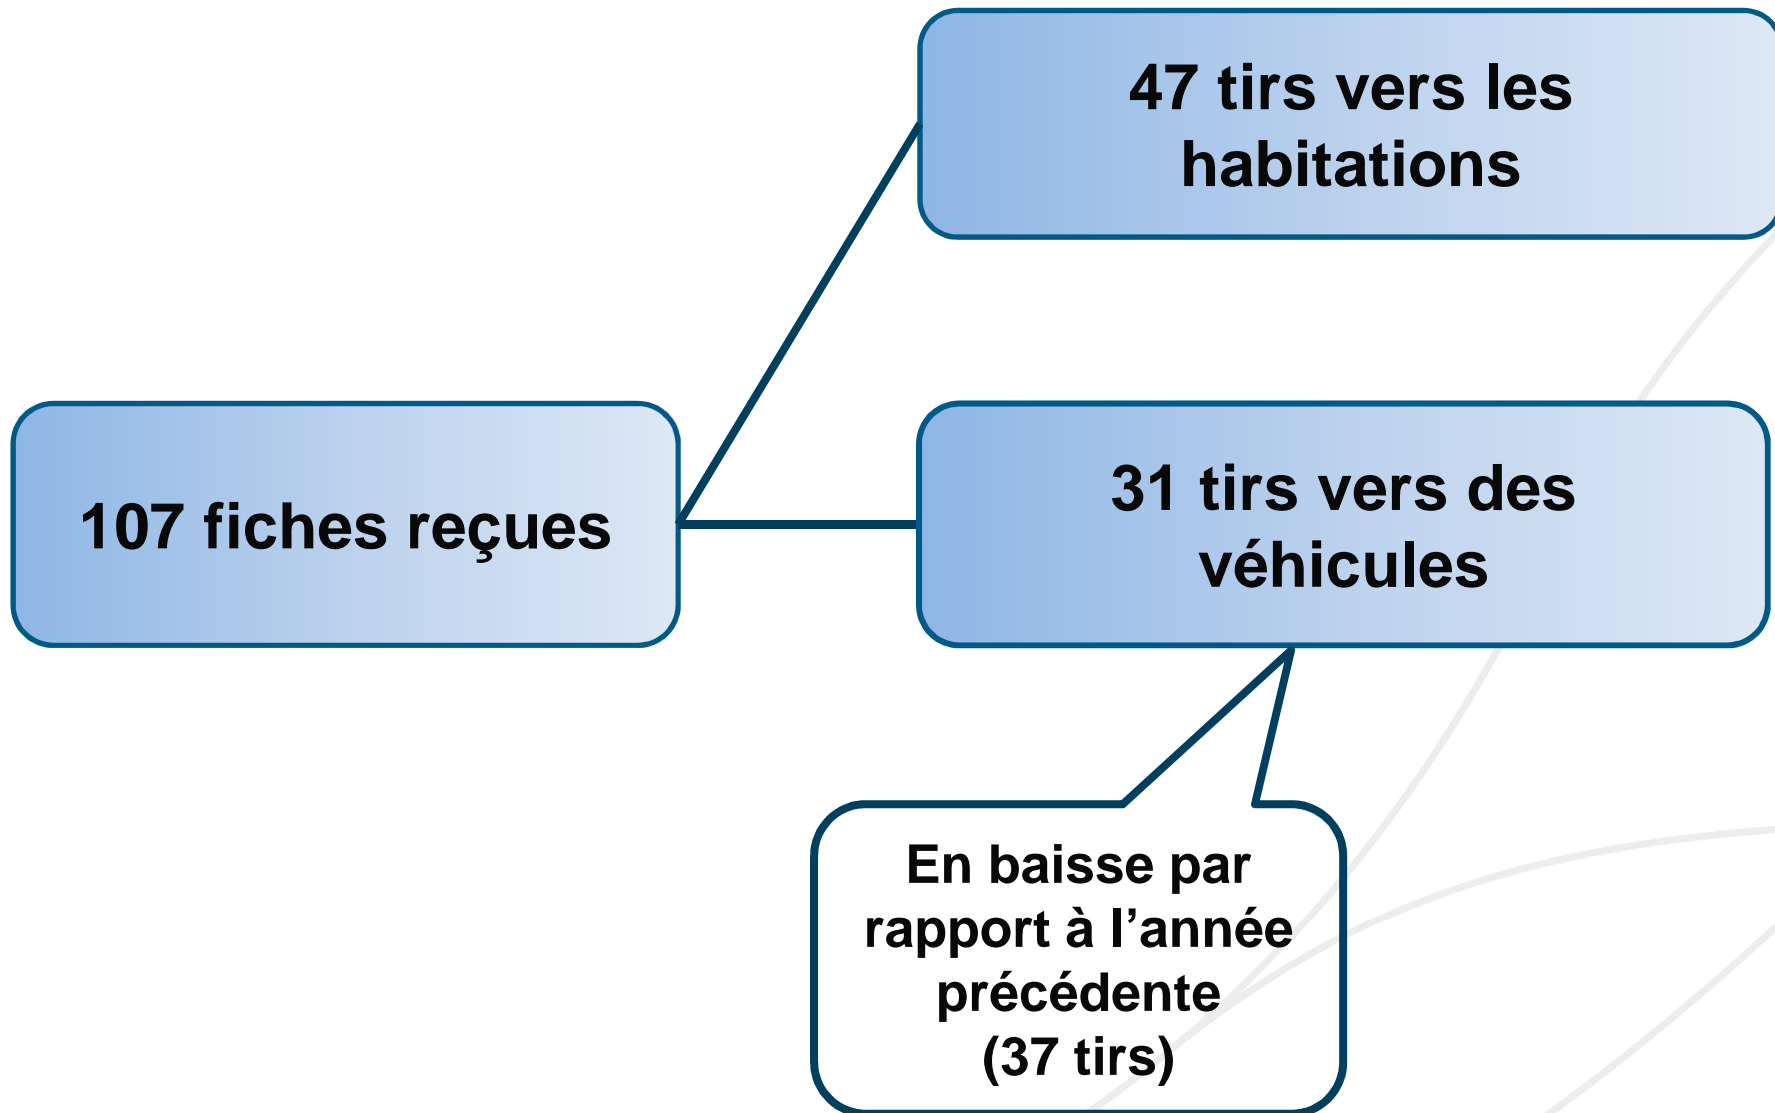 47 tirs vers les
habitations
107 fiches reçues
31 tirs vers des
véhicules
En baisse par
rapport à l’année
précédente
(37 tirs)